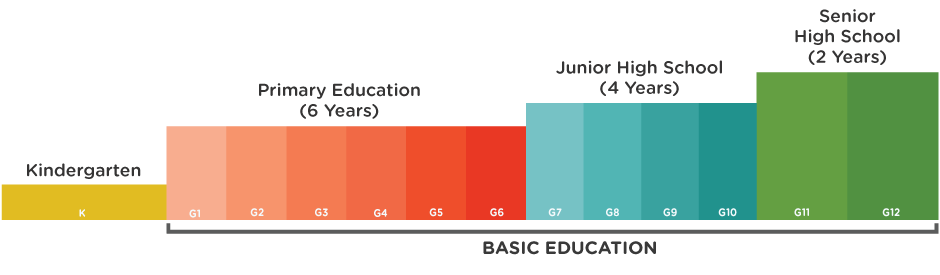 Kindergarten
Primary Education
(6 Years)
Junior High School
(4 Years)
Senior
High School
(2 Years)
K
G1
G2
G3
G4
G5
G6
G7
G8
G9
G10
G11
G12
BASIC EDUCATION